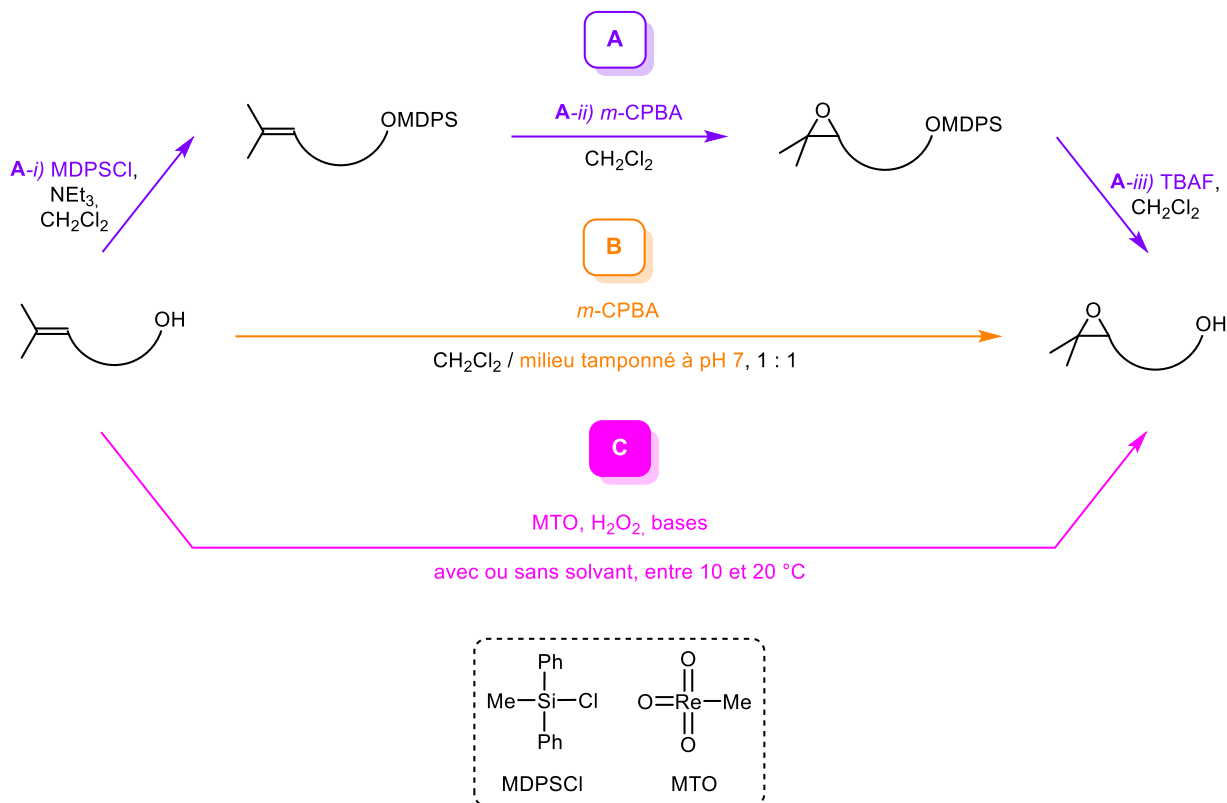 A
OMDPS
A-ii) m-CPBA
CH2Cl2
O
OMDPS
A-i) MDPSCl,
NEt3,
CH2Cl2
A-iii) TBAF,
CH2Cl2
B
OH
m-CPBA
CH2Cl2 / milieu tamponné à pH 7, 1 : 1
O
OH
C
MTO, H2O2, bases
avec ou sans solvant, entre 10 et 20 °C
Ph
Me Si Cl
Ph
MDPSCl
O
O Re Me
O
MTO